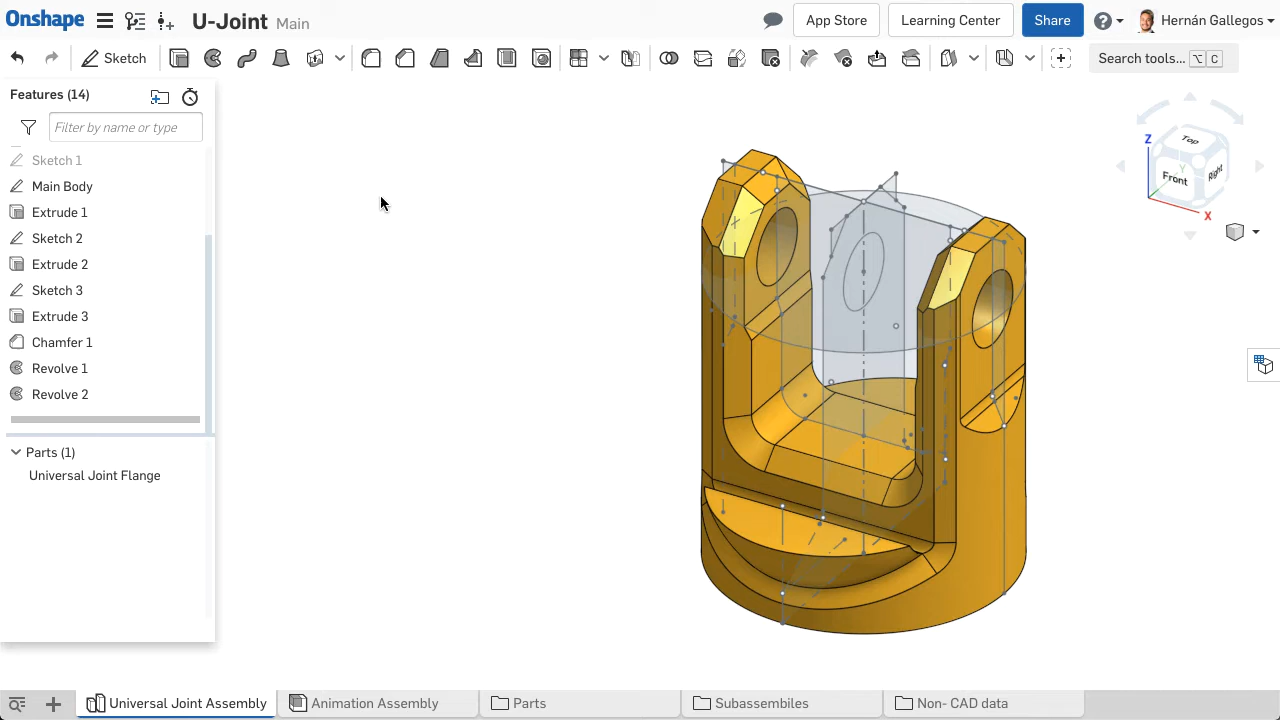 Onshape
U-Joint Main
App Store
Learning Center
Share
Hernán Gallegos
Sketch
Search tools... ⌥ C
Features (14)
Filter by name or type
Sketch 1
Main Body
Extrude 1
Sketch 2
Extrude 2
Sketch 3
Extrude 3
Chamfer 1
Revolve 1
Revolve 2
Parts (1)
Universal Joint Flange
Z
Top
Y
Front
Right
X
Universal Joint Assembly
Animation Assembly
Parts
Subassembiles
Non- CAD data